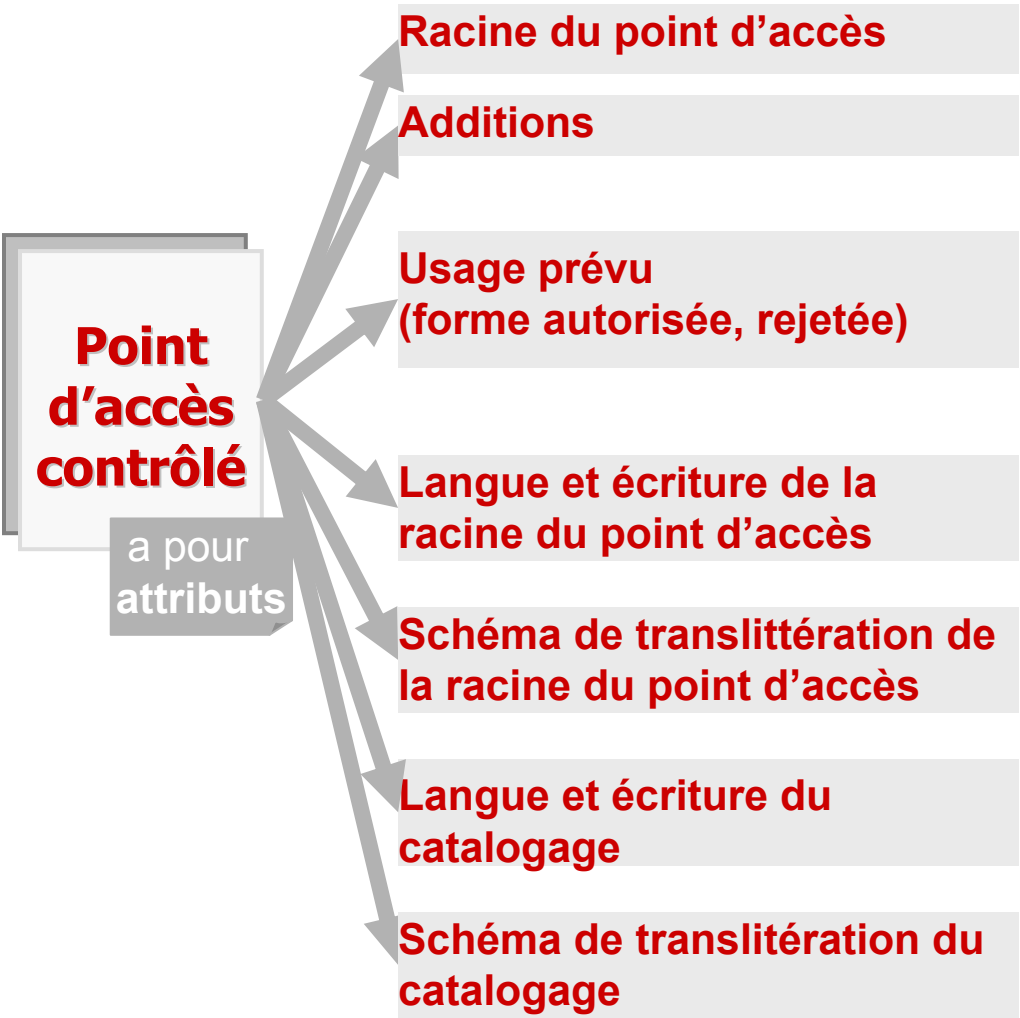 Point
d’accès
contrôlé
a pour
attributs
Racine du point d’accès
Additions
Usage prévu
(forme autorisée, rejetée)
Langue et écriture de la
racine du point d’accès
Schéma de translittération de
la racine du point d’accès
Langue et écriture du
catalogage
Schéma de translitération du
catalogage